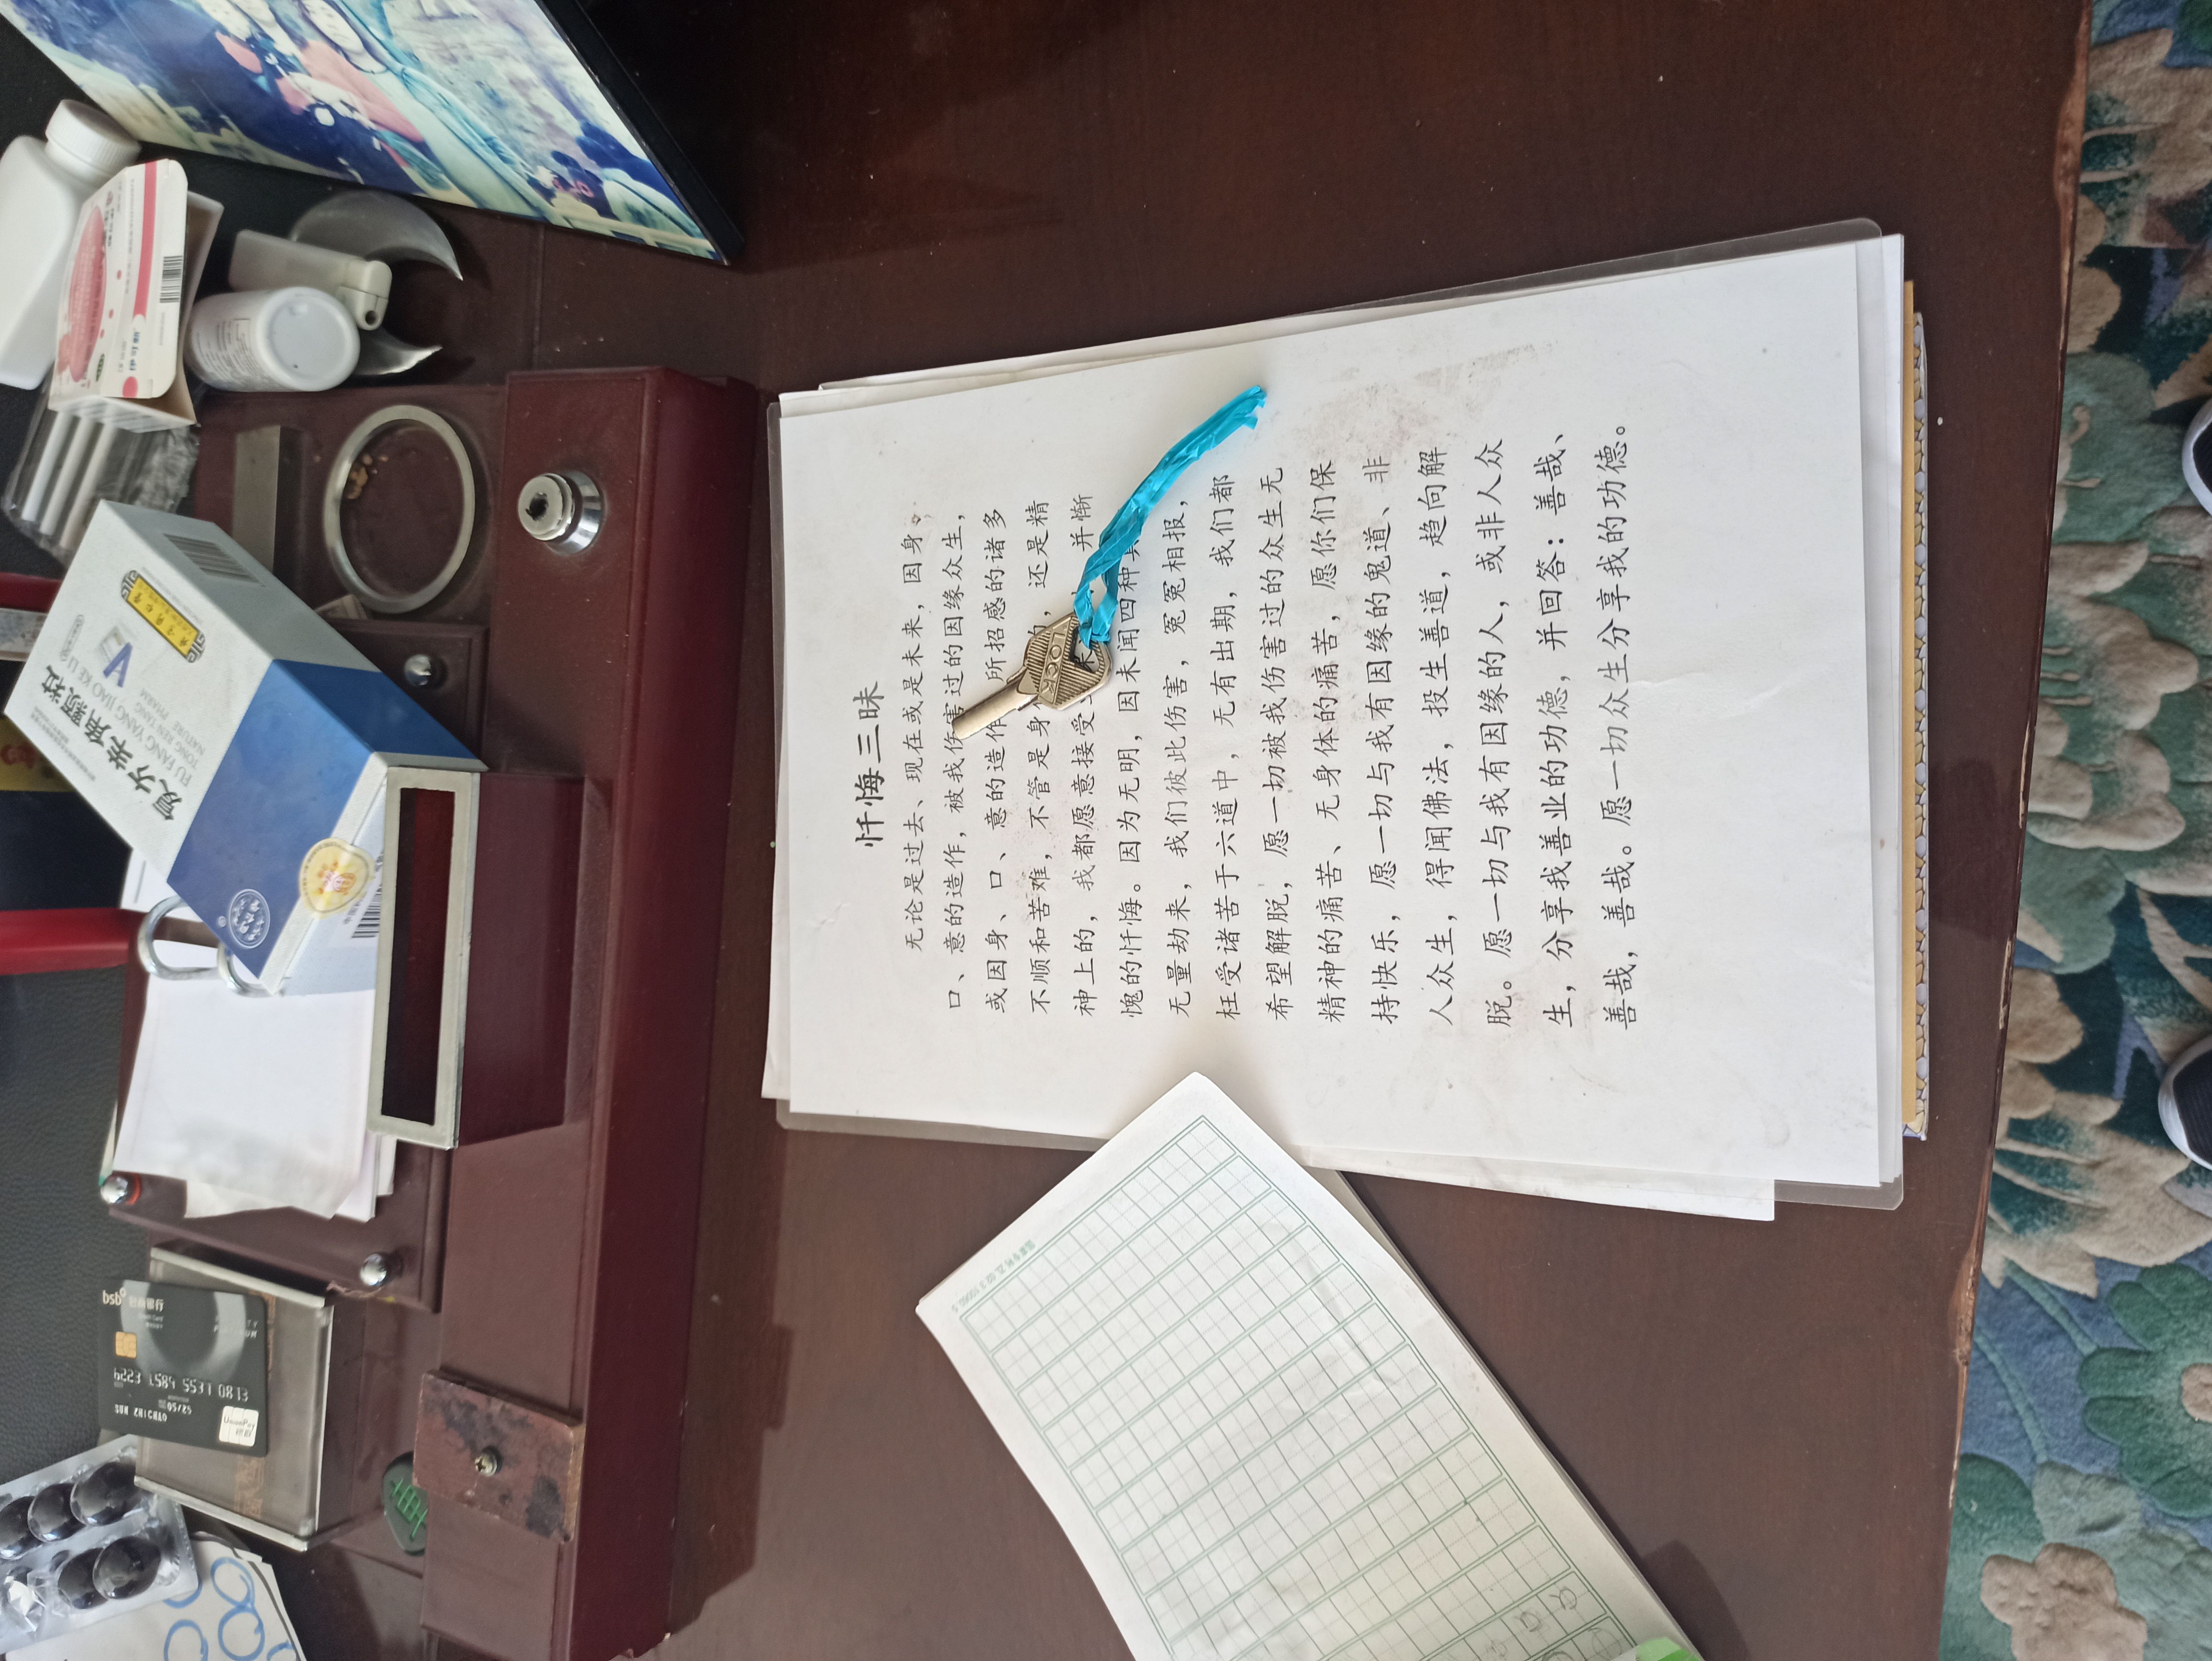 忏悔三昧
无论是过去、现在或是未来，因身、
口、意的造作，被我伤害过的因缘众生，
或因身、口、意的造作 所招感的诸多
不顺和苦难，不管是身 ，还是精
神上的，我都愿意接受 并惭
愧的忏悔。因为无明，因未闻四种
无量劫来，我们彼此伤害，冤冤相报，
枉受诸苦于六道中，无有出期，我们都
希望解脱，愿一切被我伤害过的众生无
精神的痛苦、无身体的痛苦，愿你们保
持快乐，愿一切与我有因缘的鬼道、非
人众生，得闻佛法，投生善道，趋向解
脱。愿一切与我有因缘的人，或非人众
生，分享我善业的功德，并回答：善哉、
善哉，善哉。愿一切众生分享我的功德。
LOCK
复方羊角颗粒
FU FANG YANG JIAO KE LI
TONG REN TANG
NATURE PHARM
UnionPay
银联